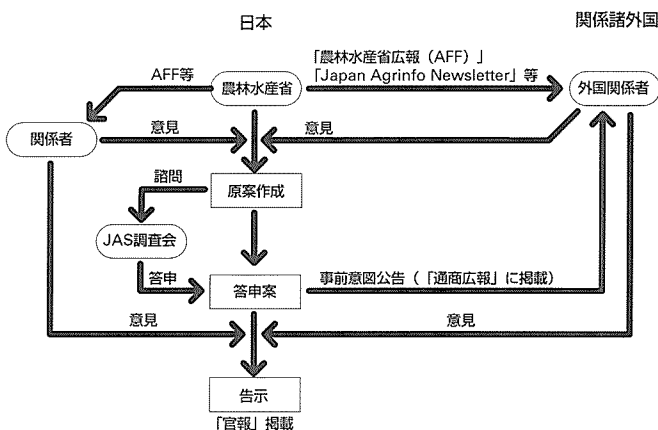 日本
関係諸外国
「農林水産省広報(AFF)」
「Japan Agrinfo Newsletter」等
AFF等
農林水産省
外国関係者
関係者
意見
意見
諮問
原案作成
JAS調査会
答申
答申案
事前意図公告(「通商広報」に掲載)
意見
意見
告示
「官報」掲載